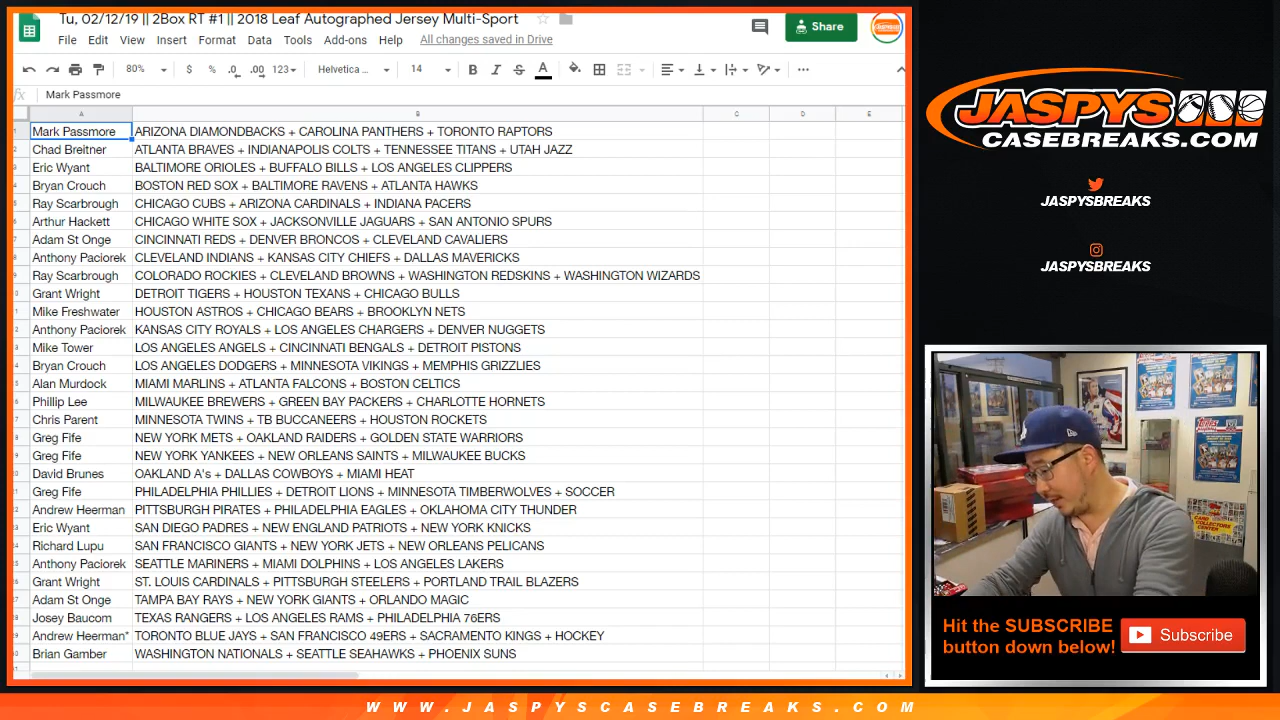 Tu, 02/12/19 || 2Box RT #1 || 2018 Leaf Autographed Jersey Multi-Sport
File Edit View Insert Format Data Tools Add-ons Help All changes saved in Drive
Share
80% $ % .0 .00 123 Helvetica ... 14 B I S A
fx Mark Passmore
A B C D E
Mark Passmore ARIZONA DIAMONDBACKS + CAROLINA PANTHERS + TORONTO RAPTORS
Chad Breitner ATLANTA BRAVES + INDIANAPOLIS COLTS + TENNESSEE TITANS + UTAH JAZZ
Eric Wyant BALTIMORE ORIOLES + BUFFALO BILLS + LOS ANGELES CLIPPERS
Bryan Crouch BOSTON RED SOX + BALTIMORE RAVENS + ATLANTA HAWKS
Ray Scarbrough CHICAGO CUBS + ARIZONA CARDINALS + INDIANA PACERS
Arthur Hackett CHICAGO WHITE SOX + JACKSONVILLE JAGUARS + SAN ANTONIO SPURS
Adam St Onge CINCINNATI REDS + DENVER BRONCOS + CLEVELAND CAVALIERS
Anthony Paciorek CLEVELAND INDIANS + KANSAS CITY CHIEFS + DALLAS MAVERICKS
Ray Scarbrough COLORADO ROCKIES + CLEVELAND BROWNS + WASHINGTON REDSKINS + WASHINGTON WIZARDS
Grant Wright DETROIT TIGERS + HOUSTON TEXANS + CHICAGO BULLS
Mike Freshwater HOUSTON ASTROS + CHICAGO BEARS + BROOKLYN NETS
Anthony Paciorek KANSAS CITY ROYALS + LOS ANGELES CHARGERS + DENVER NUGGETS
Mike Tower LOS ANGELES ANGELS + CINCINNATI BENGALS + DETROIT PISTONS
Bryan Crouch LOS ANGELES DODGERS + MINNESOTA VIKINGS + MEMPHIS GRIZZLIES
Alan Murdock MIAMI MARLINS + ATLANTA FALCONS + BOSTON CELTICS
Phillip Lee MILWAUKEE BREWERS + GREEN BAY PACKERS + CHARLOTTE HORNETS
Chris Parent MINNESOTA TWINS + TB BUCCANEERS + HOUSTON ROCKETS
Greg Fife NEW YORK METS + OAKLAND RAIDERS + GOLDEN STATE WARRIORS
Greg Fife NEW YORK YANKEES + NEW ORLEANS SAINTS + MILWAUKEE BUCKS
David Brunes OAKLAND A's + DALLAS COWBOYS + MIAMI HEAT
Greg Fife PHILADELPHIA PHILLIES + DETROIT LIONS + MINNESOTA TIMBERWOLVES + SOCCER
Andrew Heerman PITTSBURGH PIRATES + PHILADELPHIA EAGLES + OKLAHOMA CITY THUNDER
Eric Wyant SAN DIEGO PADRES + NEW ENGLAND PATRIOTS + NEW YORK KNICKS
Richard Lupu SAN FRANCISCO GIANTS + NEW YORK JETS + NEW ORLEANS PELICANS
Anthony Paciorek SEATTLE MARINERS + MIAMI DOLPHINS + LOS ANGELES LAKERS
Grant Wright ST. LOUIS CARDINALS + PITTSBURGH STEELERS + PORTLAND TRAIL BLAZERS
Adam St Onge TAMPA BAY RAYS + NEW YORK GIANTS + ORLANDO MAGIC
Josey Baucom TEXAS RANGERS + LOS ANGELES RAMS + PHILADELPHIA 76ERS
Andrew Heerman* TORONTO BLUE JAYS + SAN FRANCISCO 49ERS + SACRAMENTO KINGS + HOCKEY
Brian Gamber WASHINGTON NATIONALS + SEATTLE SEAHAWKS + PHOENIX SUNS
JASPYS
CASEBREAKS.COM
JASPYSBREAKS
JASPYSBREAKS
Hit the SUBSCRIBE
button down below!
Subscribe
WWW.JASPYSCASEBREAKS.COM